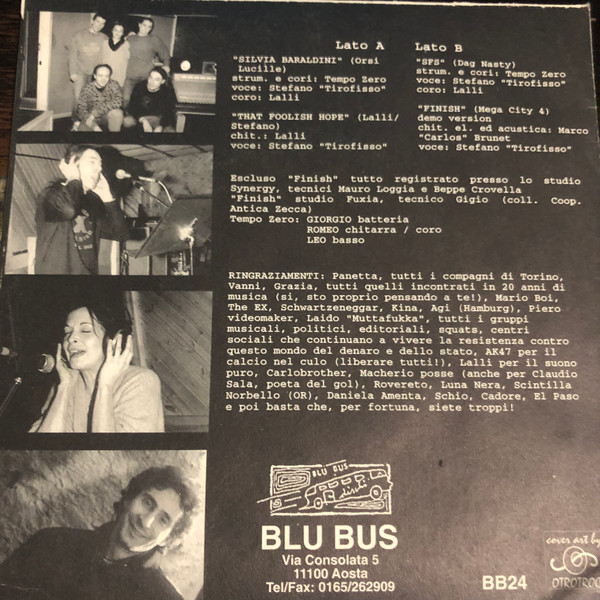 Lato A
"SILVIA BARALDINI" (Orsi
Lucille)
strum. e cori: Tempo Zero
voce: Stefano "Tirofisso"
coro: Lalli
"THAT FOOLISH HOPE" (Lalli/
Stefano)
chit.: Lalli
voce: Stefano "Tirofisso"
Lato B
"SFS" (Dag Nasty)
strum. e cori: Tempo Zero
voce: Stefano "Tirofisso"
coro: Lalli
"FINISH" (Mega City 4)
demo version
chit. el. ed acustica: Marco
"Carlos" Brunet
voce: Stefano "Tirofisso"
Escluso "Finish" tutto registrato presso lo studio
Synergy, tecnici Mauro Loggia e Beppe Crovella
"Finish" studio Fuxia, tecnico Gigio (coll. Coop.
Antica Zecca)
Tempo Zero: GIORGIO batteria
ROMEO chitarra / coro
LEO basso
RINGRAZIAMENTI: Panetta, tutti i compagni di Torino,
Vanni, Grazia, tutti quelli incontrati in 20 anni di
musica (si, sto proprio pensando a te!), Mario Boi,
The EX, Schwartzeneggar, Kina, Agi (Hamburg), Piero
videomaker, Laido "Muttafukka", tutti i gruppi
musicali, politici, editoriali, squats, centri
sociali che continuano a vivere la resistenza contro
questo mondo del denaro e dello stato, AK47 per il
calcio nel culo (liberare tutti!), Lalli per il suono
puro, Carlobrother, Macherio posse (anche per Claudio
Sala, poeta del gol), Rovereto, Luna Nera, Scintilla
Norbello (OR), Daniela Amenta, Schio, Cadore, El Paso
e poi basta che, per fortuna, siete troppi!
BLU BUS
dischi
BLU BUS
Via Consolata 5
11100 Aosta
Tel/Fax: 0165/262909
BB24
cover art by